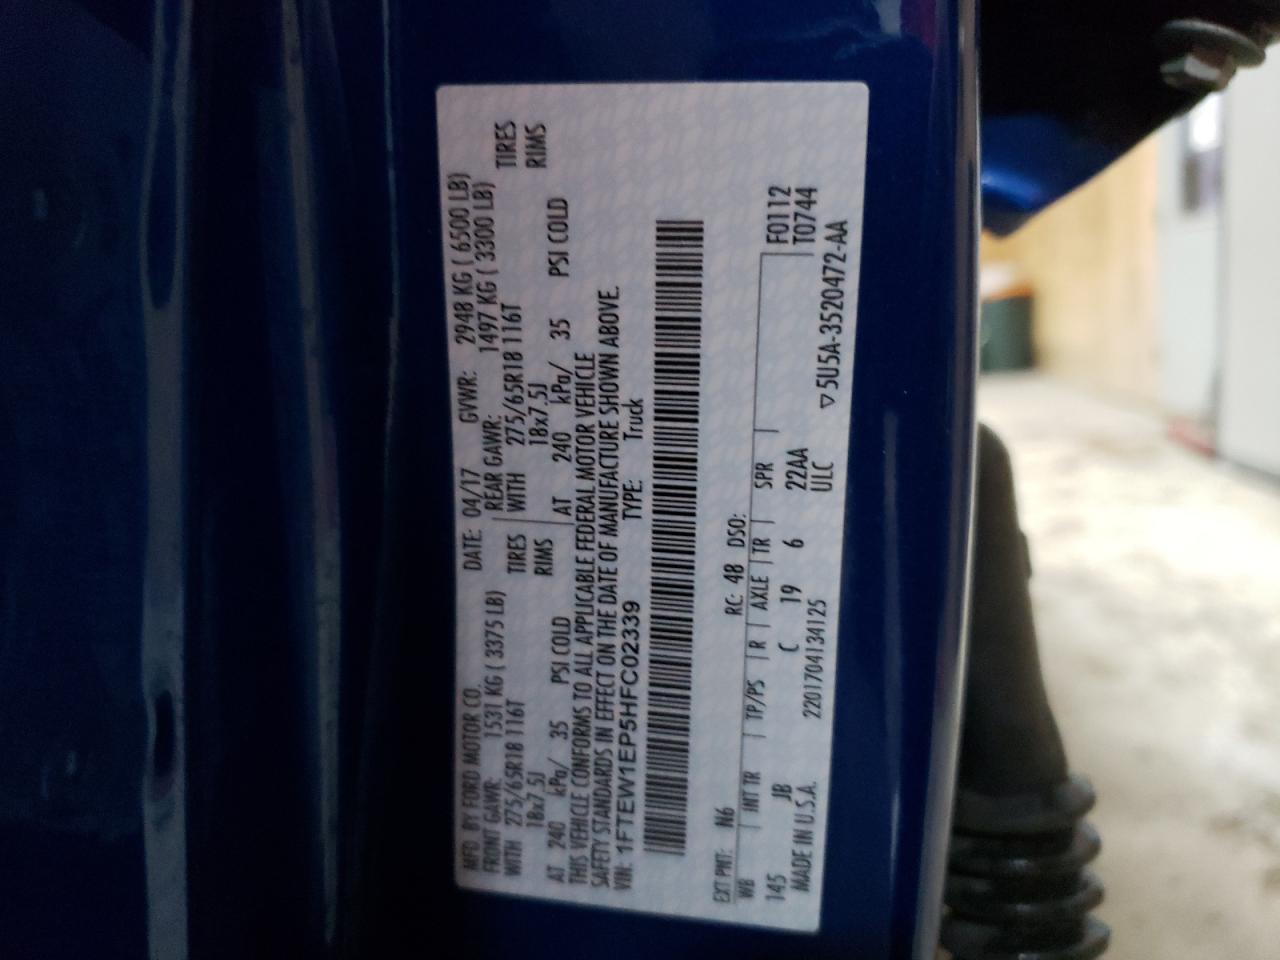 MFD. BY FORD MOTOR CO. DATE: 04/17 GVWR: 2948 KG ( 6500 LB)
FRONT GAWR: 1531 KG ( 3375 LB) REAR GAWR: 1497 KG ( 3300 LB)
WITH 275/65R18 116T TIRES WITH 275/65R18 116T TIRES
18x7.5J RIMS 18x7.5J RIMS
AT 240 kPa/ 35 PSI COLD AT 240 kPa/ 35 PSI COLD
THIS VEHICLE CONFORMS TO ALL APPLICABLE FEDERAL MOTOR VEHICLE
SAFETY STANDARDS IN EFFECT ON THE DATE OF MANUFACTURE SHOWN ABOVE.
VIN: 1FTEW1EP5HFC02339 TYPE: Truck
EXT PNT: N6 RC: 48 DSO:
WB INT TR TP/PS R AXLE TR SPR F0112
145 JB C 19 6 22AA T0744
MADE IN U.S.A. 220170413​4125 ULC ▽5U5A-3520472-AA